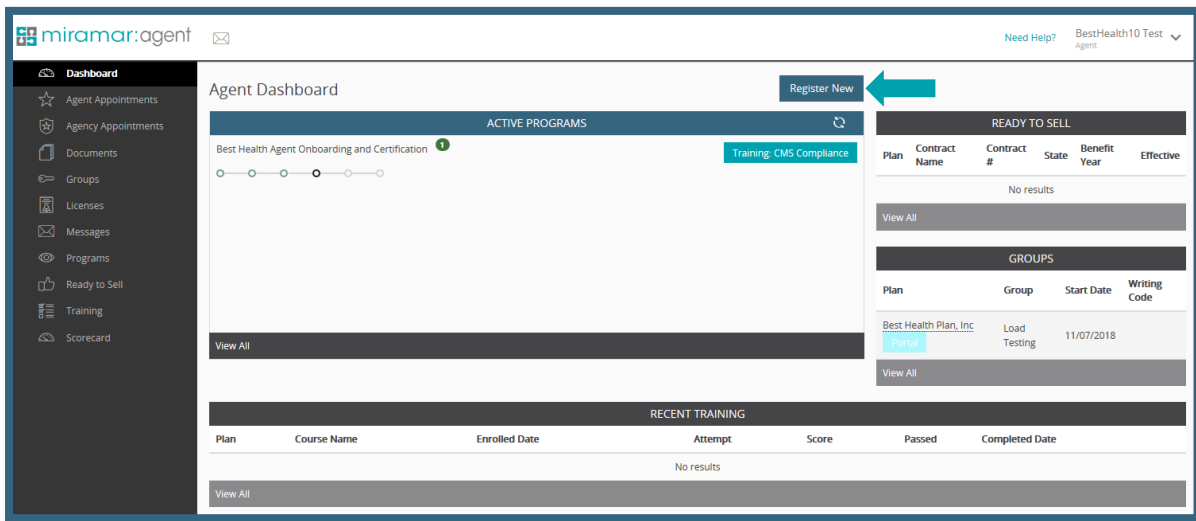 miramar:agent
Need Help?
BestHealth10 Test
Agent
Dashboard
Agent Appointments
Agency Appointments
Documents
Groups
Licenses
Messages
Programs
Ready to Sell
Training
Scorecard
Agent Dashboard
Register New
ACTIVE PROGRAMS
Best Health Agent Onboarding and Certification 1
Training: CMS Compliance
View All
READY TO SELL
Plan Contract Name Contract # State Benefit Year Effective
No results
View All
GROUPS
Plan Group Start Date Writing Code
Best Health Plan, Inc Load Testing 11/07/2018
Portal
View All
RECENT TRAINING
Plan Course Name Enrolled Date Attempt Score Passed Completed Date
No results
View All